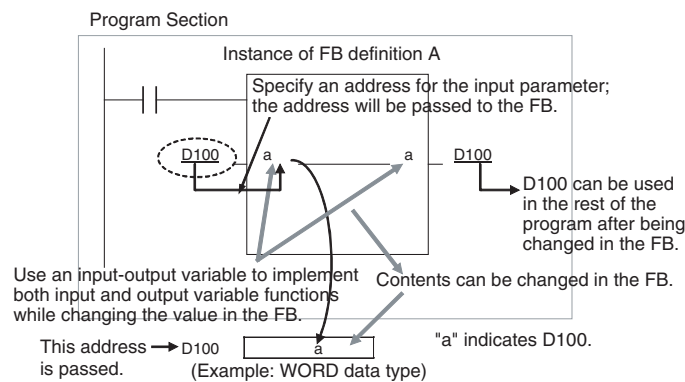 Program Section
Instance of FB definition A
Specify an address for the input parameter;
the address will be passed to the FB.
D100
a
a
D100
D100 can be used
in the rest of the
program after being
changed in the FB.
Use an input-output variable to implement
both input and output variable functions
while changing the value in the FB.
Contents can be changed in the FB.
This address
is passed.
D100
a
"a" indicates D100.
(Example: WORD data type)